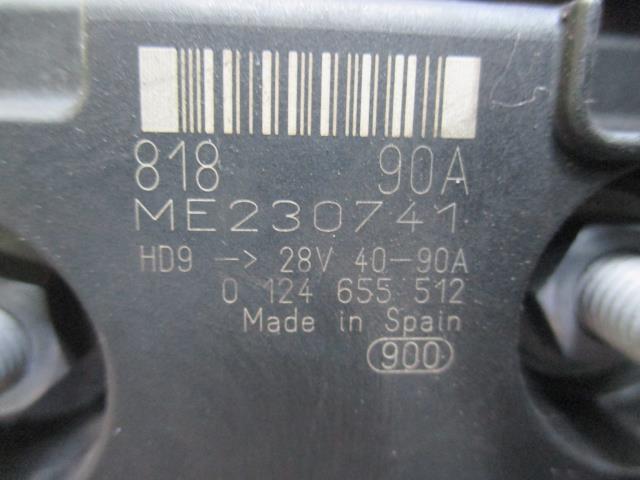 818 90A
ME230741
HD9 -> 28V 40-90A
0 124 655 512
Made in Spain
900